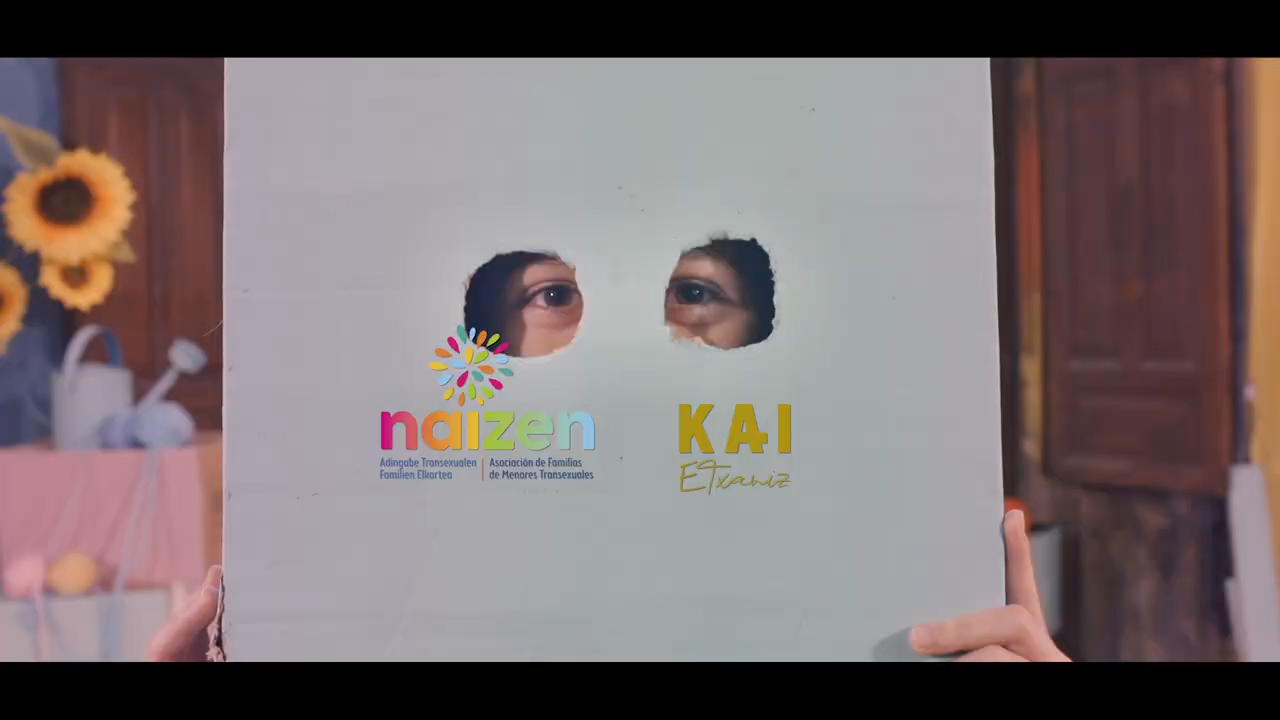 naizen
Adingabe Transexualen
Familien Elkartea
Asociación de Familias
de Menores Transexuales
KAI
Etxaniz